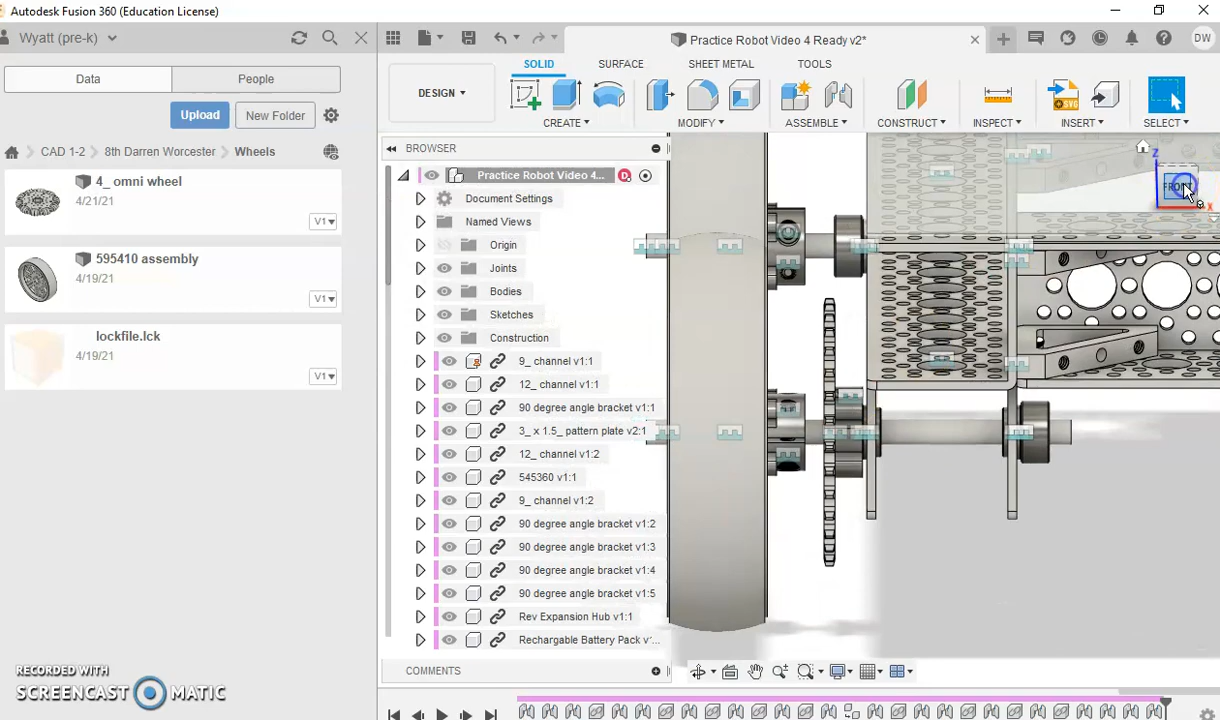 Autodesk Fusion 360 (Education License)
Wyatt (pre-k)
Practice Robot Video 4 Ready v2*
DW
Data
People
Upload
New Folder
CAD 1-2
8th Darren Worcester
Wheels
4_ omni wheel
4/21/21
V1
595410 assembly
4/19/21
V1
lockfile.lck
4/19/21
V1
RECORDED WITH
SCREENCAST MATIC
SOLID
SURFACE
SHEET METAL
TOOLS
DESIGN
CREATE
MODIFY
ASSEMBLE
CONSTRUCT
INSPECT
INSERT
SELECT
SVG
BROWSER
Practice Robot Video 4...
Document Settings
Named Views
Origin
Joints
Bodies
Sketches
Construction
9_ channel v1:1
12_ channel v1:1
90 degree angle bracket v1:1
3_ x 1.5_ pattern plate v2:1
12_ channel v1:2
545360 v1:1
9_ channel v1:2
90 degree angle bracket v1:2
90 degree angle bracket v1:3
90 degree angle bracket v1:4
90 degree angle bracket v1:5
Rev Expansion Hub v1:1
Rechargable Battery Pack v'...
COMMENTS
Z
FRONT
X